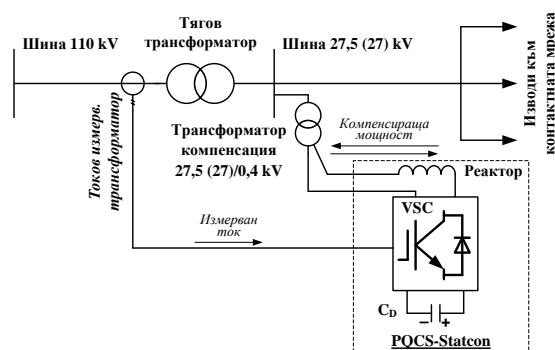 Шина 110 kV
Тягов
трансформатор
Шина 27,5 (27) kV
Изводи към
контактната мрежа
Токов измерв.
трансформатор
Трансформатор
компенсация
27,5 (27)/0,4 kV
Компенсираща
мощност
Реактор
VSC
Измерван
ток
C_D
− +
PQCS-Statcon